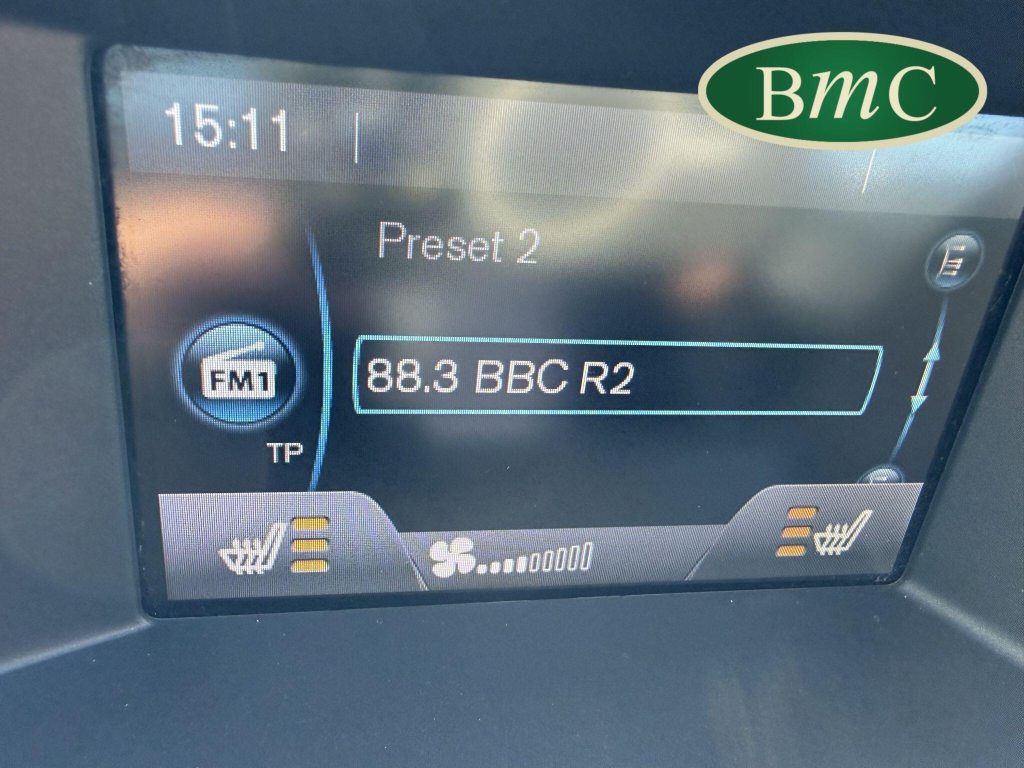 BmC
15:11
Preset 2
FM1
88.3 BBC R2
TP